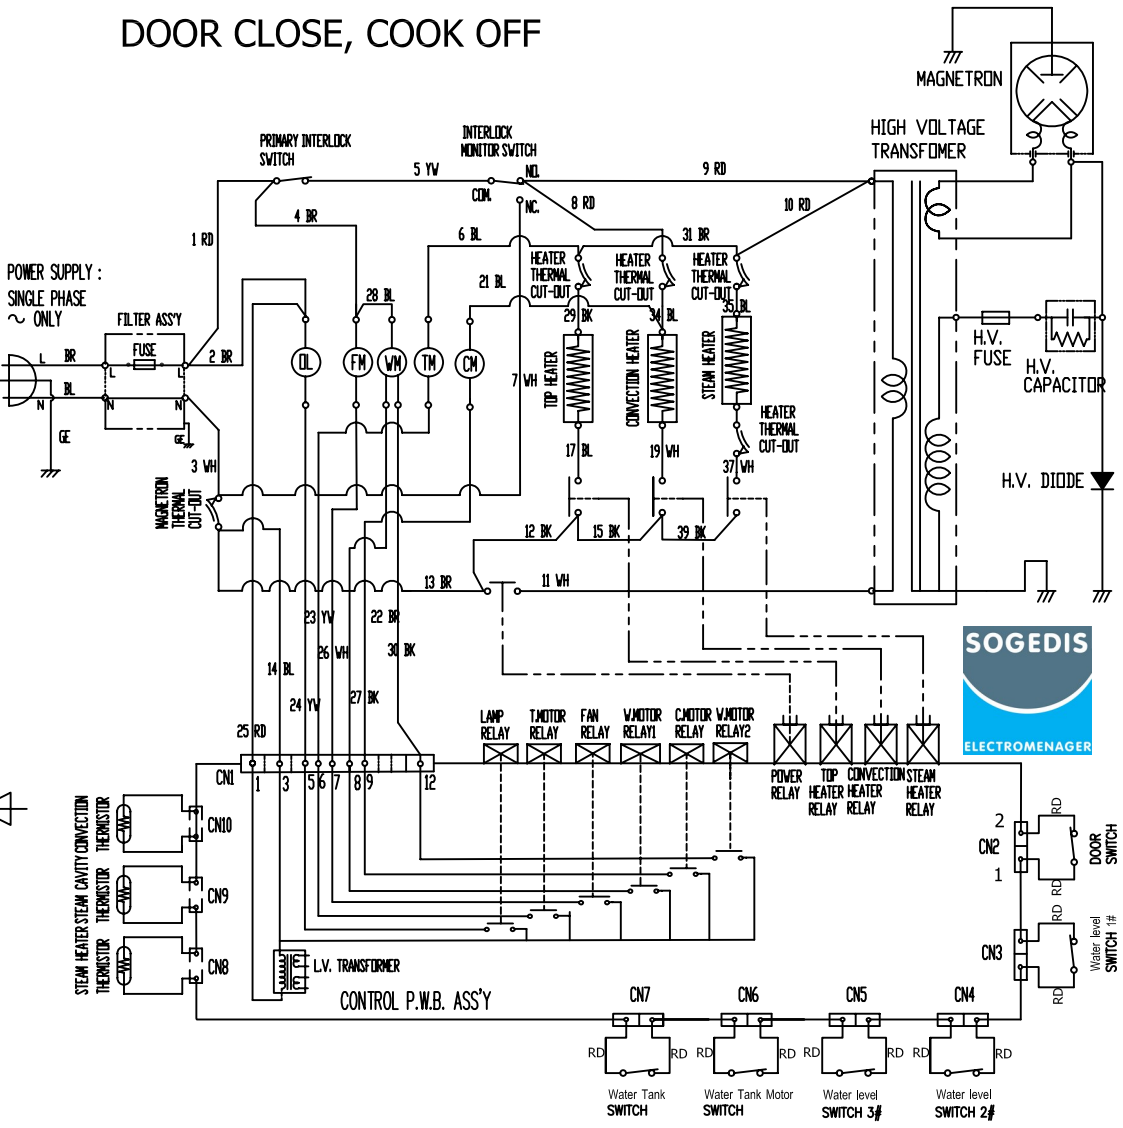 DOOR CLOSE, COOK OFF
MAGNETRON
HIGH VOLTAGE
TRANSFOMER
PRIMARY INTERLOCK
SWITCH
INTERLOCK
MONITOR SWITCH
5 YW
NO.
COM.
NC.
9 RD
8 RD
10 RD
4 BR
1 RD
6 BL
31 BR
POWER SUPPLY :
SINGLE PHASE
~ ONLY
FILTER ASS'Y
FUSE
28 BL
21 BL
HEATER
THERMAL
CUT-OUT
HEATER
THERMAL
CUT-OUT
HEATER
THERMAL
CUT-OUT
29 BK
34 BL
35 BL
H.V.
FUSE
H.V.
CAPACITOR
L
BR
L
L
2 BR
BL
N
N
N
GE
GE
OL
FM
WM
TM
CM
7 WH
TOP HEATER
CONVECTION HEATER
STEAM HEATER
HEATER
THERMAL
CUT-OUT
17 BL
19 WH
37 WH
3 WH
MAGNETRON
THERMAL
CUT-OUT
H.V. DIODE
12 BK
15 BK
39 BK
13 BR
11 WH
23 YW
22 BR
26 WH
30 BK
14 BL
27 BK
24 YW
25 RD
SOGEDIS
ELECTROMENAGER
LAMP
RELAY
T.MOTOR
RELAY
FAN
RELAY
W.MOTOR
RELAY1
C.MOTOR
RELAY
W.MOTOR
RELAY2
POWER
RELAY
TOP
HEATER
RELAY
CONVECTION
HEATER
RELAY
STEAM
HEATER
RELAY
CN1
1
3
5
6
7
8
9
12
CN10
CONVECTION
THERMISTOR
CN9
STEAM CAVITY
THERMISTOR
CN8
STEAM HEATER
THERMISTOR
L.V. TRANSFORMER
CONTROL P.W.B. ASS'Y
2
CN2
1
RD
RD
DOOR
SWITCH
CN3
RD
RD
Water level
SWITCH 1#
CN7
CN6
CN5
CN4
RD
RD
RD
RD
RD
RD
RD
RD
Water Tank
SWITCH
Water Tank Motor
SWITCH
Water level
SWITCH 3#
Water level
SWITCH 2#